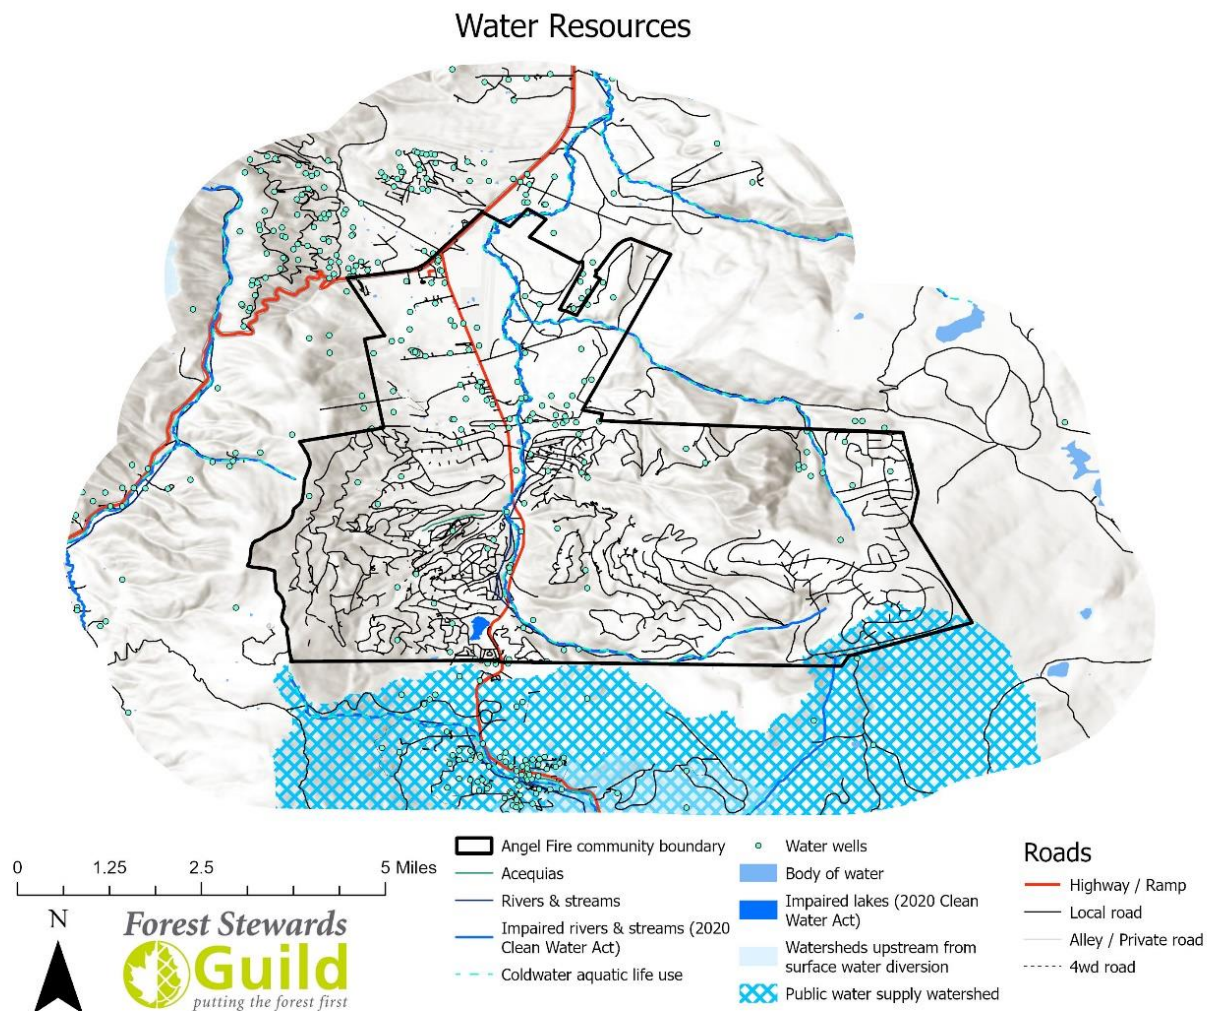 Water Resources
0 1.25 2.5 5 Miles
N
Forest Stewards
Guild
putting the forest first
Angel Fire community boundary
Acequias
Rivers & streams
Impaired rivers & streams (2020
Clean Water Act)
Coldwater aquatic life use
Water wells
Body of water
Impaired lakes (2020 Clean
Water Act)
Watersheds upstream from
surface water diversion
Public water supply watershed
Roads
Highway / Ramp
Local road
Alley / Private road
4wd road